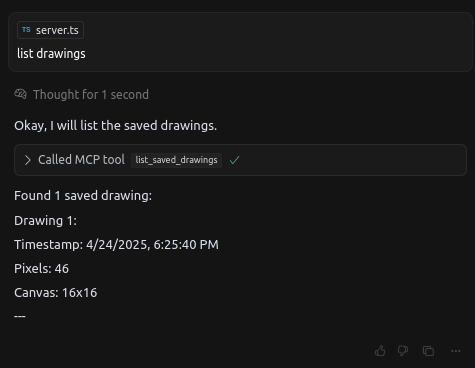 TS server.ts
list drawings
Thought for 1 second
Okay, I will list the saved drawings.
Called MCP tool list_saved_drawings
Found 1 saved drawing:
Drawing 1:
Timestamp: 4/24/2025, 6:25:40 PM
Pixels: 46
Canvas: 16x16
---